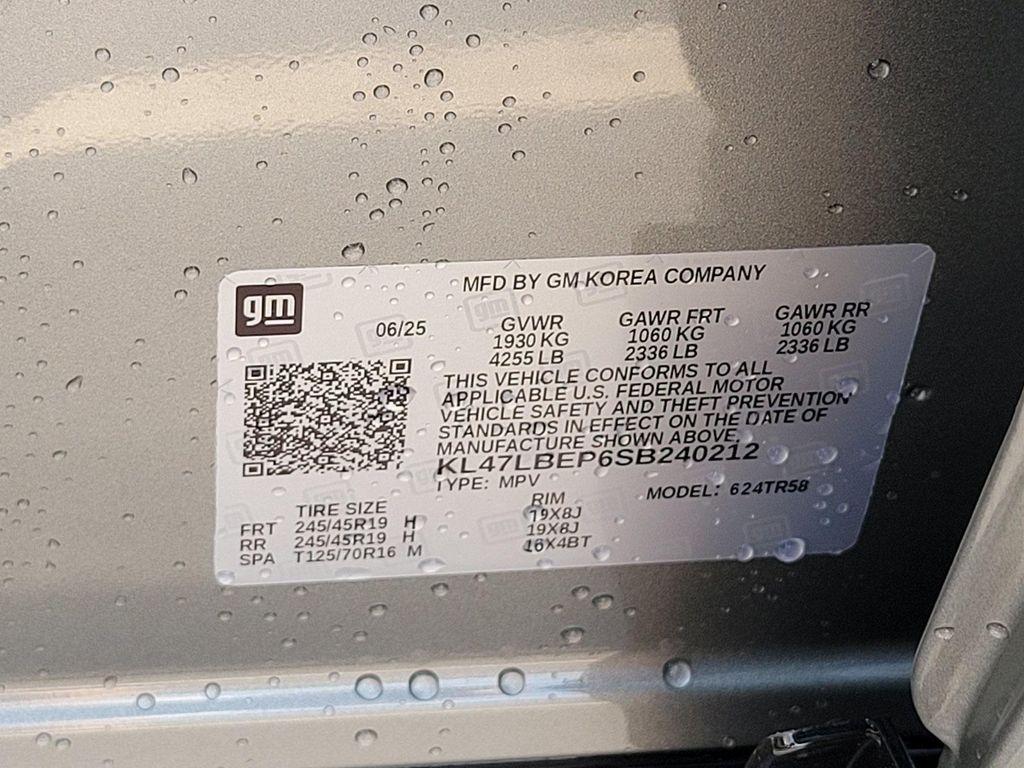 gm
MFD BY GM KOREA COMPANY
06/25
GVWR GAWR FRT GAWR RR
1930 KG 1060 KG 1060 KG
4255 LB 2336 LB 2336 LB
THIS VEHICLE CONFORMS TO ALL
APPLICABLE U.S. FEDERAL MOTOR
VEHICLE SAFETY AND THEFT PREVENTION
STANDARDS IN EFFECT ON THE DATE OF
MANUFACTURE SHOWN ABOVE.
KL47LBEP6SB240212
TYPE: MPV MODEL: 624TR58
TIRE SIZE RIM
FRT 245/45R19 H 19X8J
RR 245/45R19 H 19X8J
SPA T125/70R16 M 16X4BT